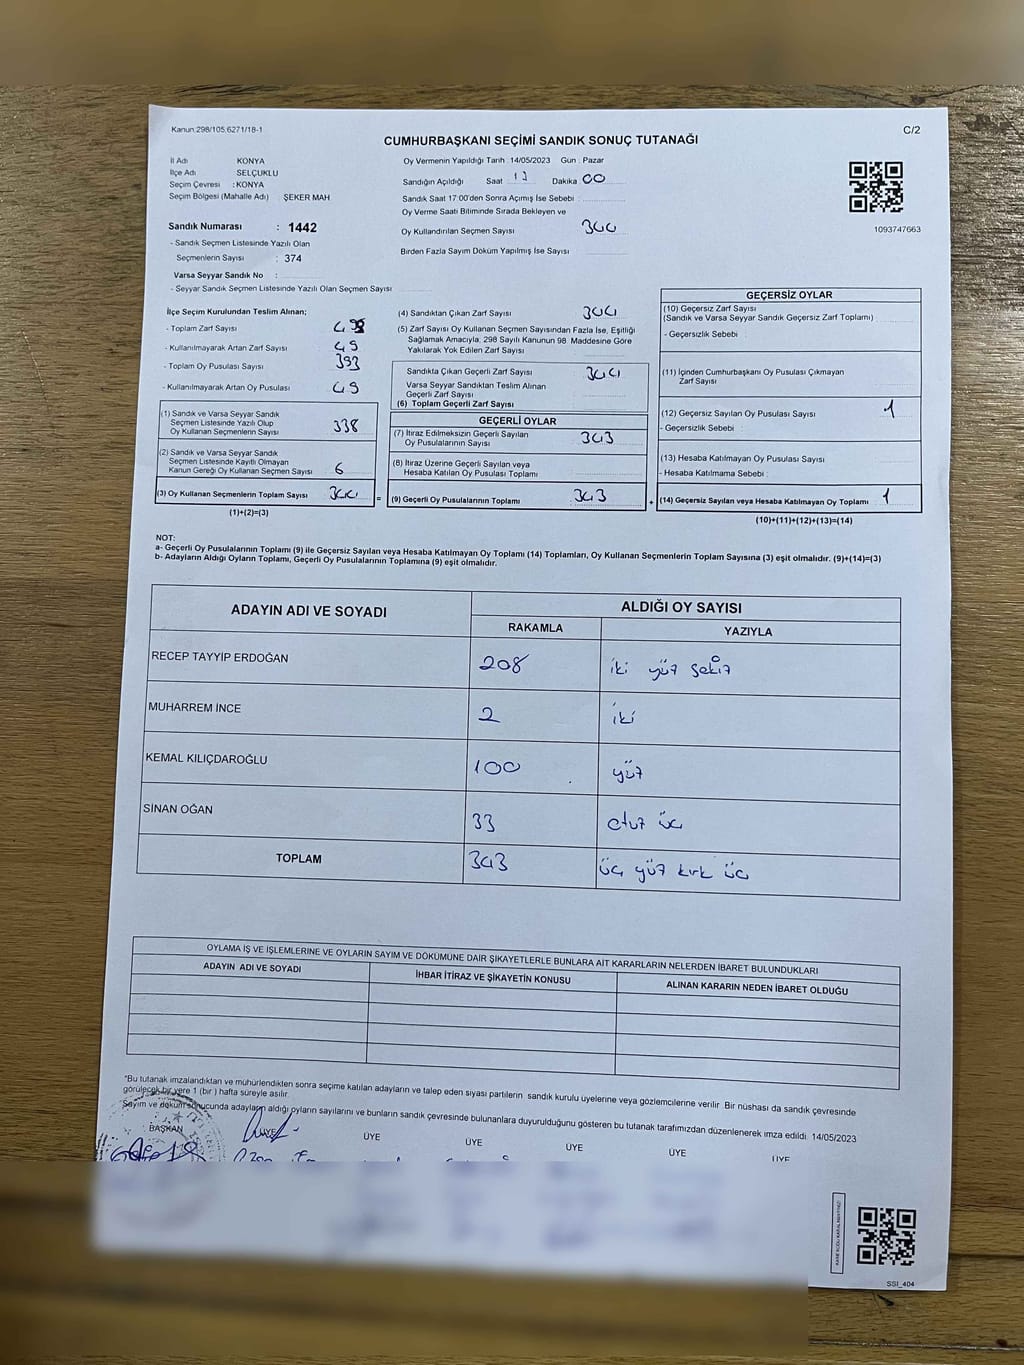 Kanun.298/105,6271/18-1
C/2
CUMHURBAŞKANI SEÇİMİ SANDIK SONUÇ TUTANAĞI
İl Adı KONYA
İlçe Adı SELÇUKLU
Seçim Çevresi : KONYA
Seçim Bölgesi (Mahalle Adı) ŞEKER MAH
Oy Vermenin Yapıldığı Tarih 14/05/2023 Gün : Pazar
Sandığın Açıldığı Saat Dakika 00
Sandık Saat 17:00'den Sonra Açılmış İse Sebebi :
Oy Verme Saati Bitiminde Sırada Bekleyen ve
Oy Kullandırılan Seçmen Sayısı 344
Birden Fazla Sayım Döküm Yapılmış İse Sayısı
1093747663
Sandık Numarası : 1442
- Sandık Seçmen Listesinde Yazılı Olan
Seçmenlerin Sayısı : 374
Varsa Seyyar Sandık No :
- Seyyar Sandık Seçmen Listesinde Yazılı Olan Seçmen Sayısı
İlçe Seçim Kurulundan Teslim Alınan;
- Toplam Zarf Sayısı
- Kullanılmayarak Artan Zarf Sayısı 49
- Toplam Oy Pusulası Sayısı 393
- Kullanılmayarak Artan Oy Pusulası 49
(1) Sandık ve Varsa Seyyar Sandık
Seçmen Listesinde Yazılı Olup
Oy Kullanan Seçmenlerin Sayısı 338
(2) Sandık ve Varsa Seyyar Sandık
Seçmen Listesinde Kayıtlı Olmayan
Kanun Gereği Oy Kullanan Seçmen Sayısı 6
(3) Oy Kullanan Seçmenlerin Toplam Sayısı 344 =
(1)+(2)=(3)
(4) Sandıktan Çıkan Zarf Sayısı 344
(5) Zarf Sayısı Oy Kullanan Seçmen Sayısından Fazla İse, Eşitliği
Sağlamak Amacıyla; 298 Sayılı Kanunun 98. Maddesine Göre
Yakılarak Yok Edilen Zarf Sayısı
Sandıkta Çıkan Geçerli Zarf Sayısı 344
Varsa Seyyar Sandıktan Teslim Alınan
Geçerli Zarf Sayısı
(6) Toplam Geçerli Zarf Sayısı
GEÇERLİ OYLAR
(7) İtiraz Edilmeksizin Geçerli Sayılan
Oy Pusulalarının Sayısı 343
(8) İtiraz Üzerine Geçerli Sayılan veya
Hesaba Katılan Oy Pusulası Toplamı
(9) Geçerli Oy Pusulalarının Toplamı 343 +
GEÇERSİZ OYLAR
(10) Geçersiz Zarf Sayısı
(Sandık ve Varsa Seyyar Sandık Geçersiz Zarf Toplamı)
- Geçersizlik Sebebi :
(11) İçinden Cumhurbaşkanı Oy Pusulası Çıkmayan
Zarf Sayısı
(12) Geçersiz Sayılan Oy Pusulası Sayısı 1
- Geçersizlik Sebebi :
(13) Hesaba Katılmayan Oy Pusulası Sayısı
- Hesaba Katılmama Sebebi :
(14) Geçersiz Sayılan veya Hesaba Katılmayan Oy Toplamı 1
(10)+(11)+(12)+(13)=(14)
NOT:
a- Geçerli Oy Pusulalarının Toplamı (9) ile Geçersiz Sayılan veya Hesaba Katılmayan Oy Toplamı (14) Toplamları, Oy Kullanan Seçmenlerin Toplam Sayısına (3) eşit olmalıdır. (9)+(14)=(3)
b- Adayların Aldığı Oyların Toplamı, Geçerli Oy Pusulalarının Toplamına (9) eşit olmalıdır.
ADAYIN ADI VE SOYADI
ALDIĞI OY SAYISI
RAKAMLA YAZIYLA
RECEP TAYYİP ERDOĞAN 208 iki yüz sekiz
MUHARREM İNCE 2 iki
KEMAL KILIÇDAROĞLU 100 yüz
SİNAN OĞAN 33 otuz üç
TOPLAM 343 üç yüz kırk üç
OYLAMA İŞ VE İŞLEMLERİNE VE OYLARIN SAYIM VE DÖKÜMÜNE DAİR ŞİKAYETLERLE BUNLARA AİT KARARLARIN NELERDEN İBARET BULUNDUKLARI
ADAYIN ADI VE SOYADI İHBAR İTİRAZ VE ŞİKAYETİN KONUSU ALINAN KARARIN NEDEN İBARET OLDUĞU
*Bu tutanak imzalandıktan ve mühürlendikten sonra seçime katılan adayların ve talep eden siyasi partilerin sandık kurulu üyelerine veya gözlemcilerine verilir. Bir nüshası da sandık çevresinde
görülecek bir yere 1 (bir) hafta süreyle asılır.
Sayım ve döküm sonucunda adayların aldığı oyların sayılarını ve bunların sandık çevresinde bulunanlara duyurulduğunu gösteren bu tutanak tarafımızdan düzenlenerek imza edildi. 14/05/2023
BAŞKAN ÜYE ÜYE ÜYE ÜYE ÜYE ÜYE
SSI_404